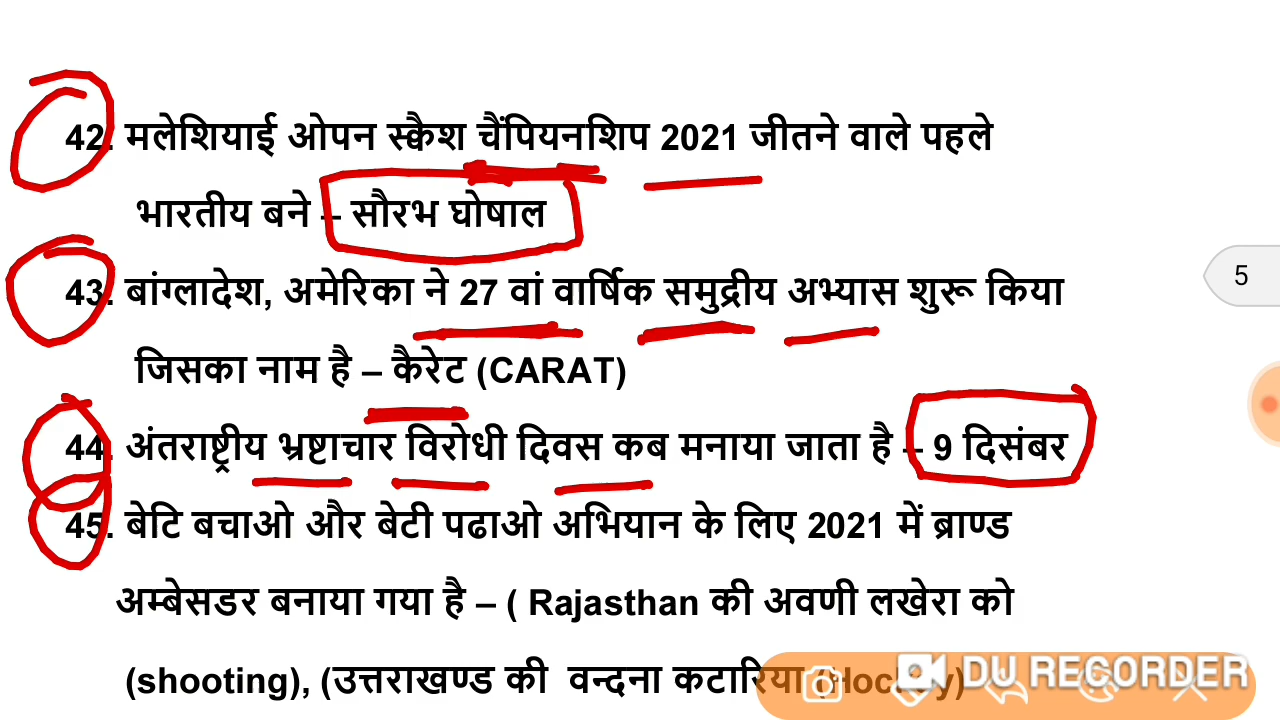 42. मलेशियाई ओपन स्कैश चैंपियनशिप 2021 जीतने वाले पहले
भारतीय बने – सौरभ घोषाल
43. बांग्लादेश, अमेरिका ने 27 वां वार्षिक समुद्रीय अभ्यास शुरू किया
5
जिसका नाम है – कैरेट (CARAT)
44. अंतराष्ट्रीय भ्रष्टाचार विरोधी दिवस कब मनाया जाता है – 9 दिसंबर
45. बेटि बचाओ और बेटी पढाओ अभियान के लिए 2021 में ब्राण्ड
अम्बेसडर बनाया गया है – ( Rajasthan की अवणी लखेरा को
(shooting), (उत्तराखण्ड की वन्दना कटारिया (Hockey)
DU RECORDER